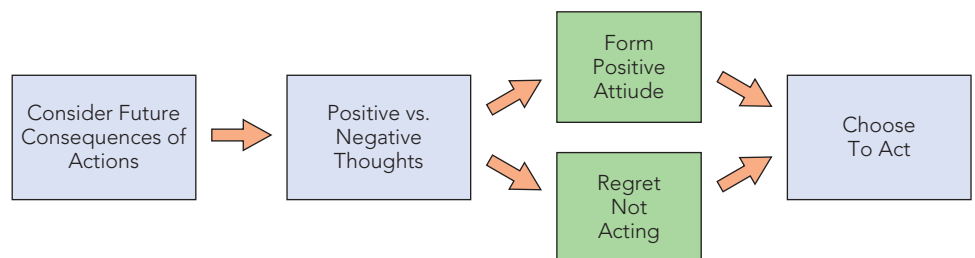 Consider Future
Consequences of
Actions
Positive vs.
Negative
Thoughts
Form
Positive
Attiude
Regret
Not
Acting
Choose
To Act